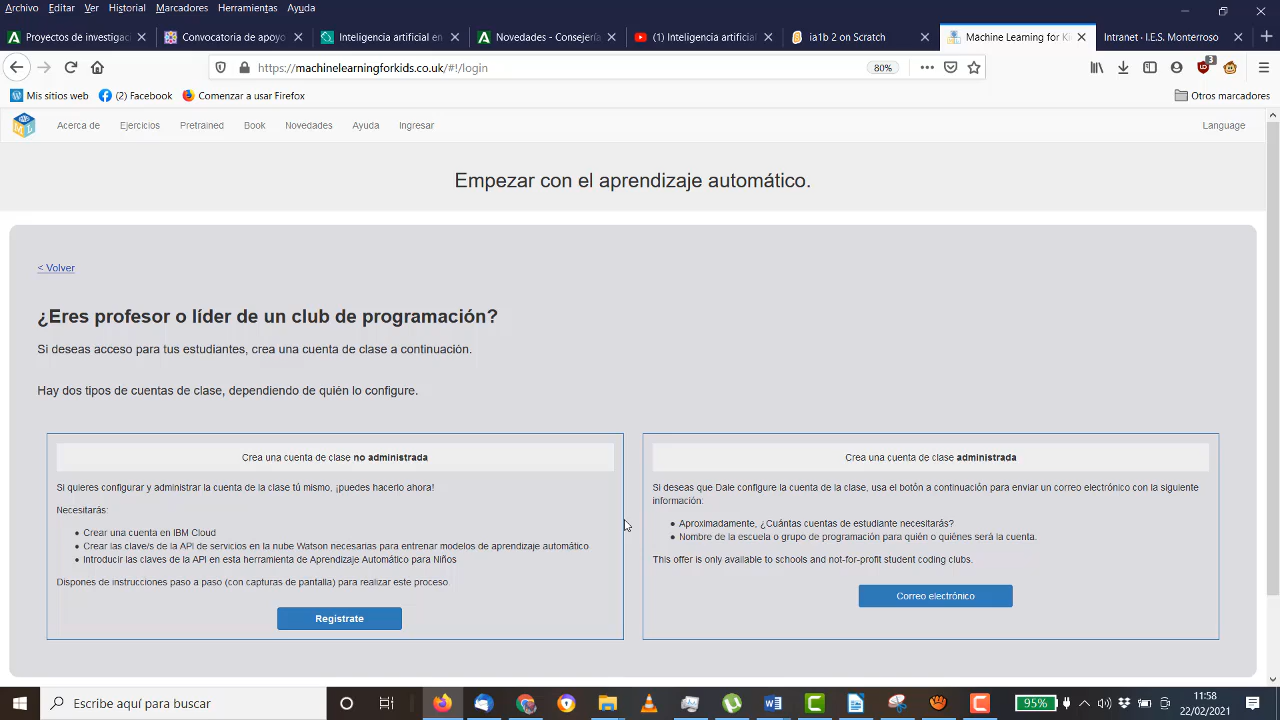 Archivo Editar Ver Historial Marcadores Herramientas Ayuda
Proyectos de investigac
Convocatoria de apoyo
Inteligencia artificial en
Novedades - Consejería
(1) Inteligencia artificial
ia1b 2 on Scratch
Machine Learning for Ki
Intranet - I.E.S. Monterroso
https://machinelearningforkids.co.uk/#!/login
80%
3
Mis sitios web (2) Facebook Comenzar a usar Firefox Otros marcadores
Acerca de Ejercicios Pretrained Book Novedades Ayuda Ingresar Language
Empezar con el aprendizaje automático.
< Volver
¿Eres profesor o líder de un club de programación?
Si deseas acceso para tus estudiantes, crea una cuenta de clase a continuación.
Hay dos tipos de cuentas de clase, dependiendo de quién lo configure.
Crea una cuenta de clase no administrada
Si quieres configurar y administrar la cuenta de la clase tú mismo, ¡puedes hacerlo ahora!
Necesitarás:
Crear una cuenta en IBM Cloud
Crear las clave/s de la API de servicios en la nube Watson necesarias para entrenar modelos de aprendizaje automático
Introducir las claves de la API en esta herramienta de Aprendizaje Automático para Niños
Dispones de instrucciones paso a paso (con capturas de pantalla) para realizar este proceso.
Registrate
Crea una cuenta de clase administrada
Si deseas que Dale configure la cuenta de la clase, usa el botón a continuación para enviar un correo electrónico con la siguiente
información:
Aproximadamente, ¿Cuántas cuentas de estudiante necesitarás?
Nombre de la escuela o grupo de programación para quién o quiénes será la cuenta.
This offer is only available to schools and not-for-profit student coding clubs.
Correo electrónico
Escribe aquí para buscar
95%
11:58
22/02/2021